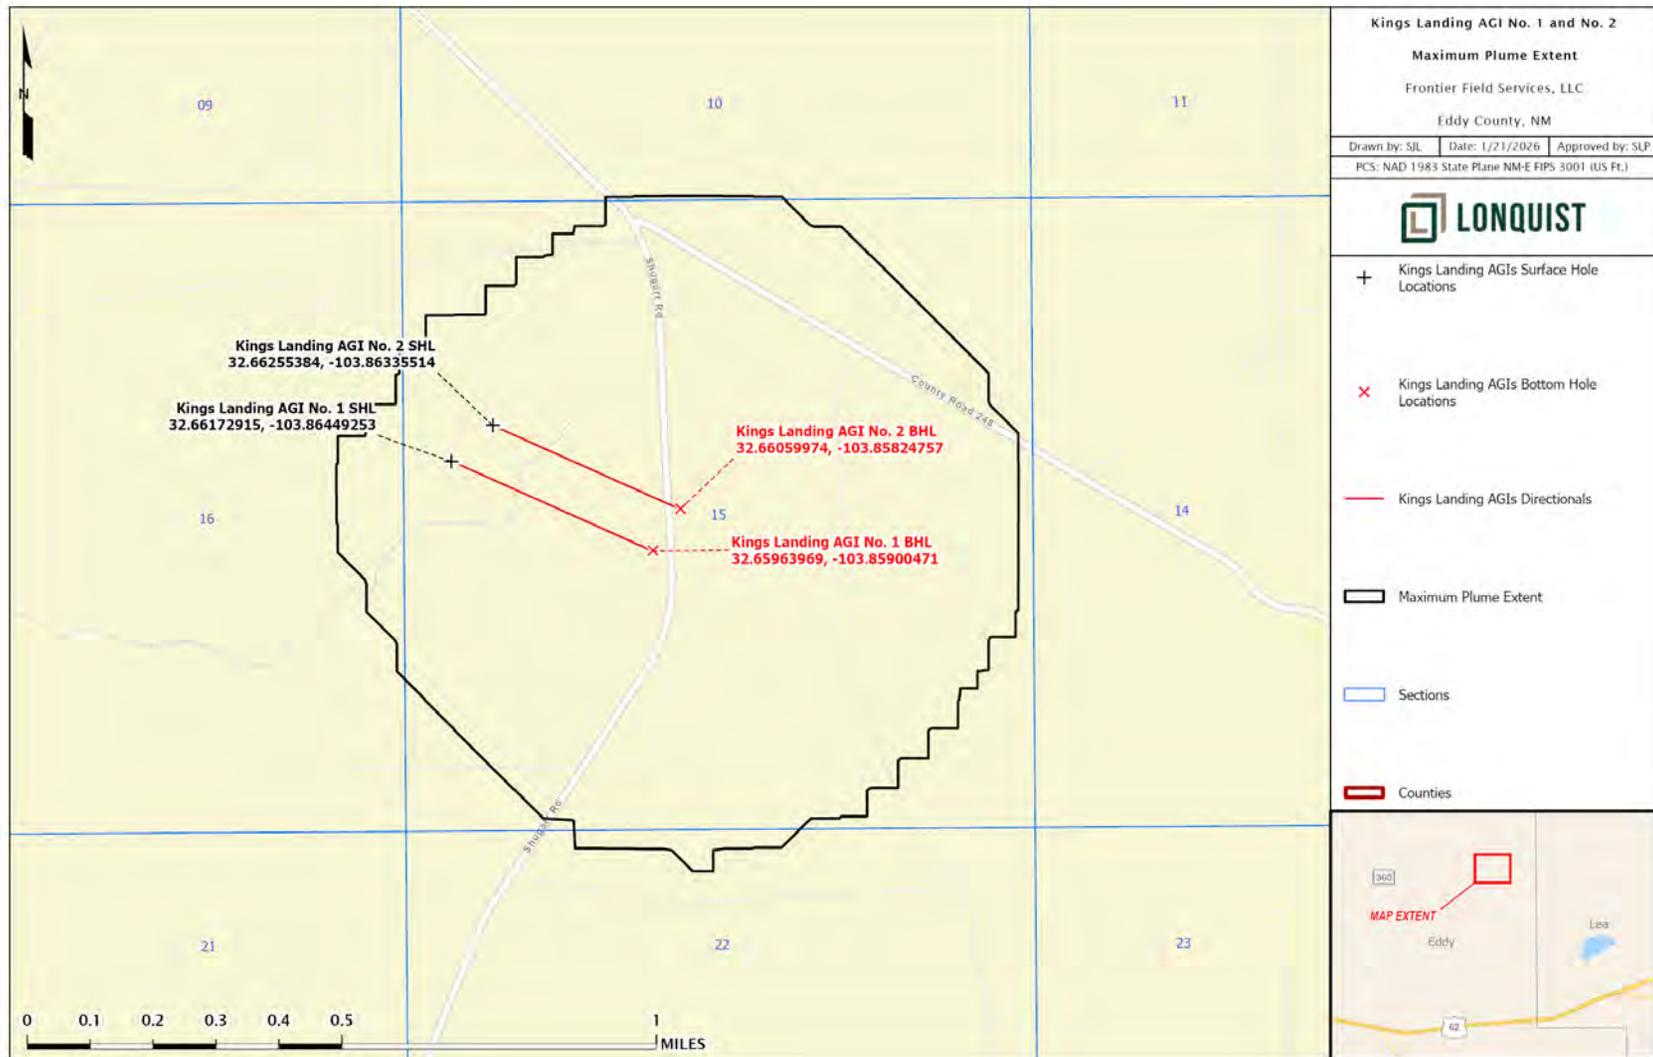 Kings Landing AGI No. 1 and No. 2
Maximum Plume Extent
Frontier Field Services, LLC
Eddy County, NM
Drawn by: SJL
Date: 1/21/2026
Approved by: SLP
PCS: NAD 1983 State Plane NM-E FIPS 3001 (US Ft.)
LONQUIST
Kings Landing AGIs Surface Hole
Locations
Kings Landing AGIs Bottom Hole
Locations
Kings Landing AGIs Directionals
Maximum Plume Extent
Sections
Counties
N
09
10
11
Shugart Rd
County Road 248
Kings Landing AGI No. 2 SHL
32.66255384, -103.86335514
Kings Landing AGI No. 1 SHL
32.66172915, -103.86449253
Kings Landing AGI No. 2 BHL
32.66059974, -103.85824757
Kings Landing AGI No. 1 BHL
32.65963969, -103.85900471
16
15
14
Shugart Rd
21
22
23
0 0.1 0.2 0.3 0.4 0.5 1
MILES
360
MAP EXTENT
Eddy
Lea
62